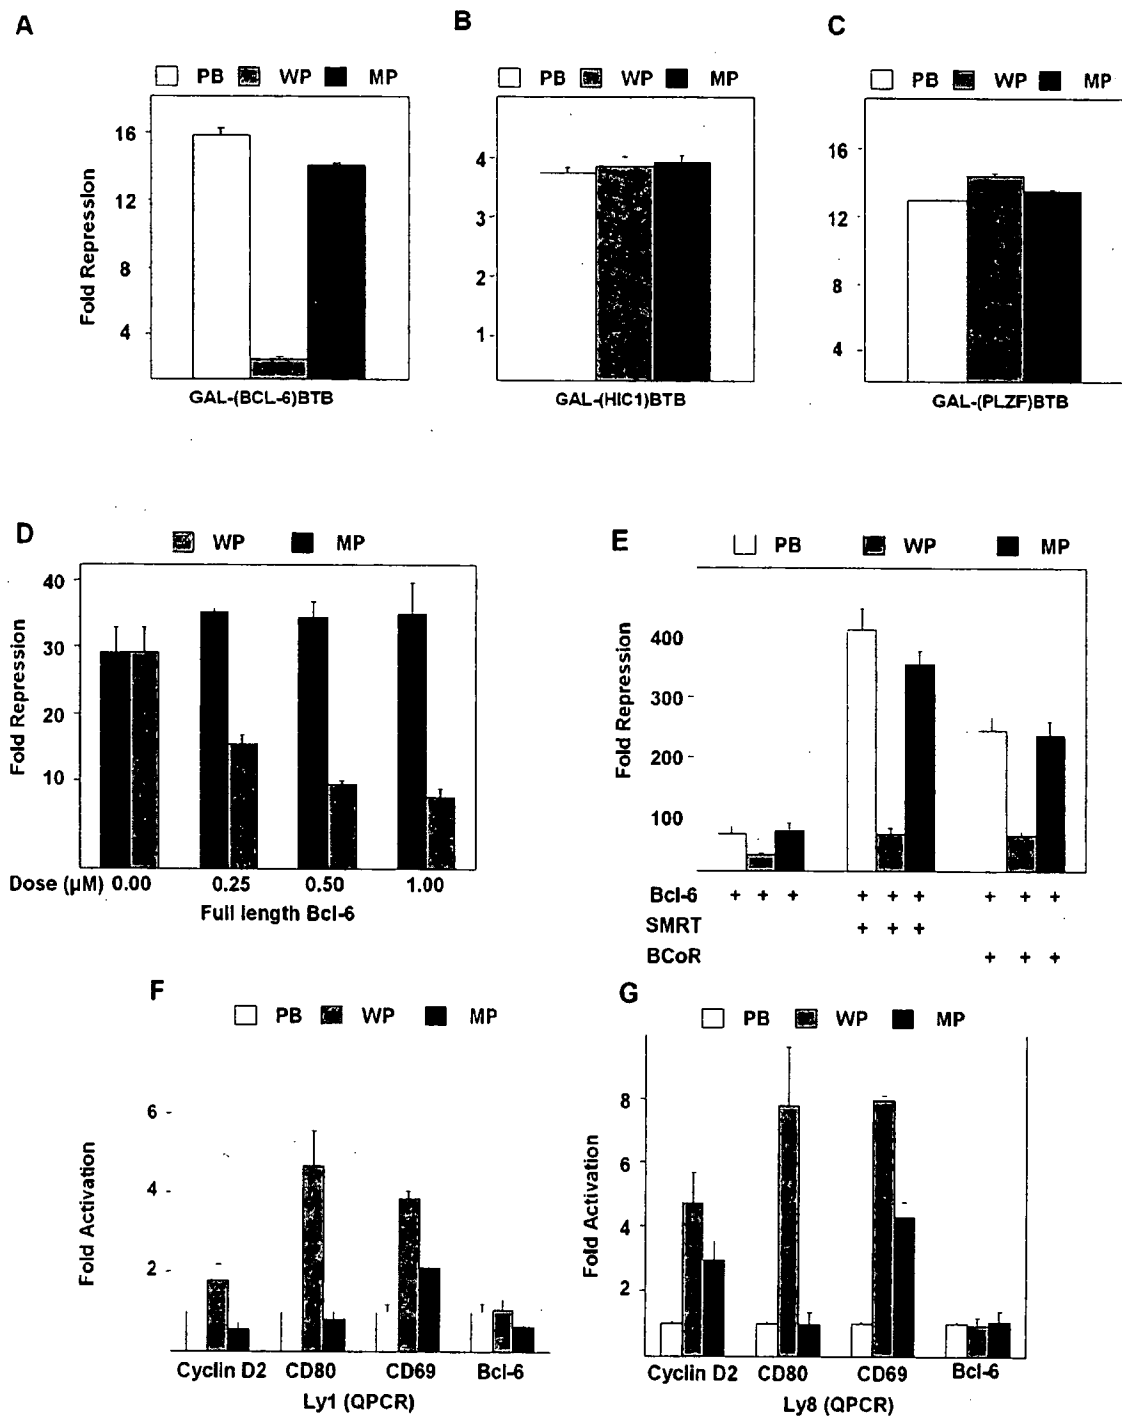 A
PB WP MP
Fold Repression
16
12
8
4
GAL-(BCL-6)BTB
B
PB WP MP
4
3
2
1
GAL-(HIC1)BTB
C
PB WP MP
16
12
8
4
GAL-(PLZF)BTB
D
WP MP
Fold Repression
40
30
20
10
Dose (µM) 0.00 0.25 0.50 1.00
Full length Bcl-6
E
PB WP MP
Fold Repression
400
300
200
100
Bcl-6 + + + + + + + + +
SMRT + + +
BCoR + + +
F
PB WP MP
Fold Activation
6
4
2
Cyclin D2 CD80 CD69 Bcl-6
Ly1 (QPCR)
G
PB WP MP
Fold Activation
8
6
4
2
Cyclin D2 CD80 CD69 Bcl-6
Ly8 (QPCR)